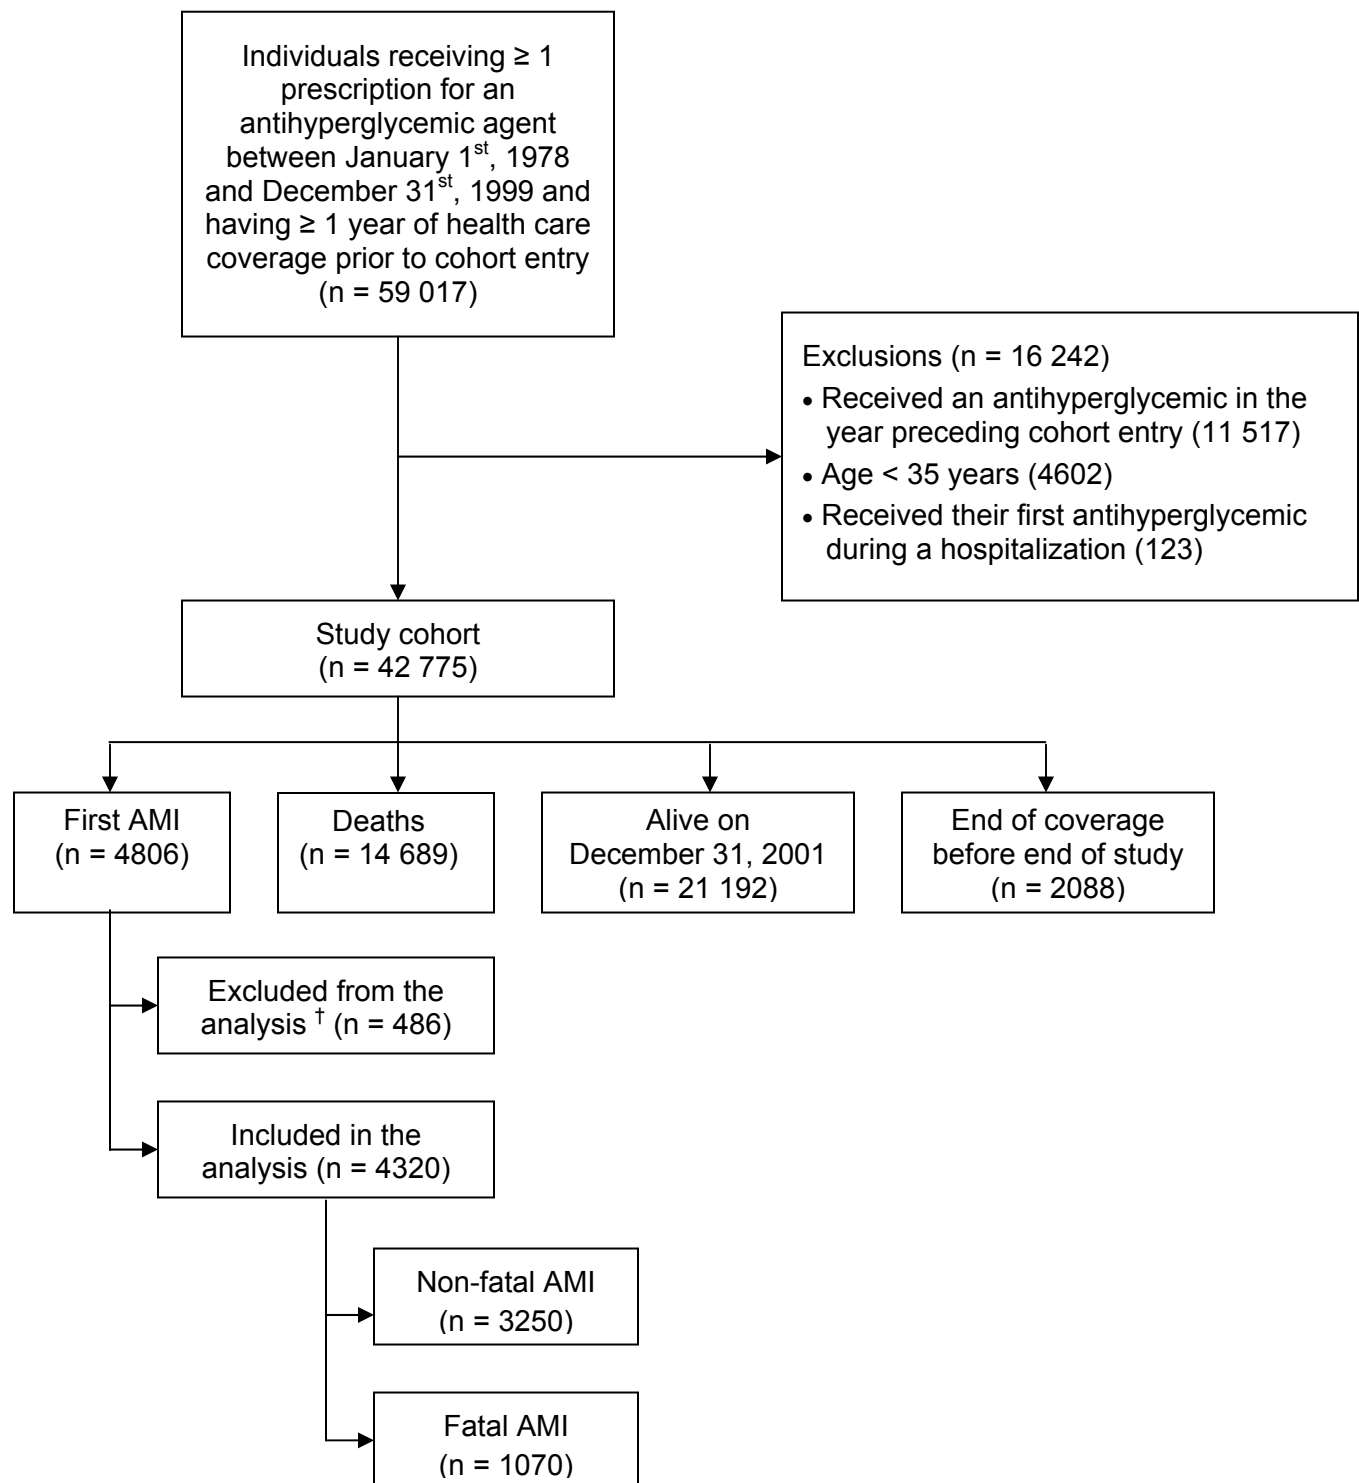 Individuals receiving ≥ 1
prescription for an
antihyperglycemic agent
between January 1st, 1978
and December 31st, 1999 and
having ≥ 1 year of health care
coverage prior to cohort entry
(n = 59 017)
Exclusions (n = 16 242)
• Received an antihyperglycemic in the
year preceding cohort entry (11 517)
• Age < 35 years (4602)
• Received their first antihyperglycemic
during a hospitalization (123)
Study cohort
(n = 42 775)
First AMI
(n = 4806)
Deaths
(n = 14 689)
Alive on
December 31, 2001
(n = 21 192)
End of coverage
before end of study
(n = 2088)
Excluded from the
analysis † (n = 486)
Included in the
analysis (n = 4320)
Non-fatal AMI
(n = 3250)
Fatal AMI
(n = 1070)